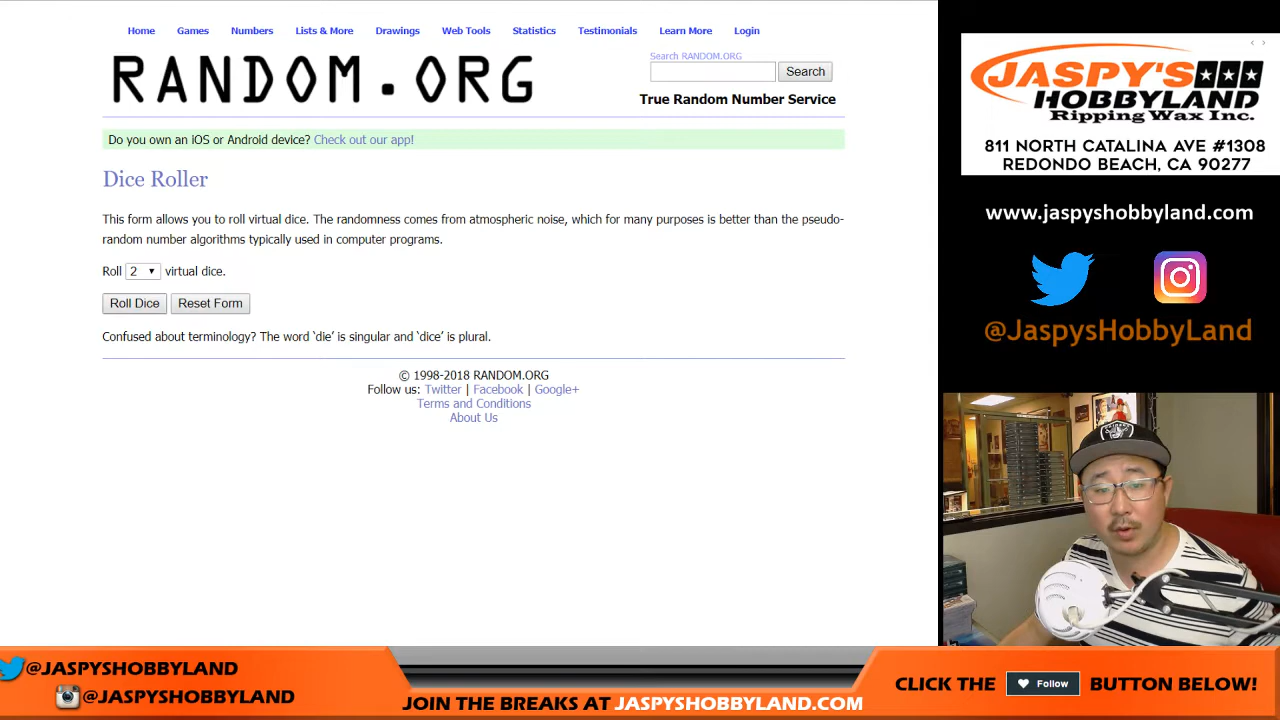 Home Games Numbers Lists & More Drawings Web Tools Statistics Testimonials Learn More Login
RANDOM.ORG
Search RANDOM.ORG
Search
True Random Number Service
Do you own an iOS or Android device? Check out our app!
Dice Roller
This form allows you to roll virtual dice. The randomness comes from atmospheric noise, which for many purposes is better than the pseudo-
random number algorithms typically used in computer programs.
Roll 2 virtual dice.
Roll Dice Reset Form
Confused about terminology? The word ‘die’ is singular and ‘dice’ is plural.
© 1998-2018 RANDOM.ORG
Follow us: Twitter | Facebook | Google+
Terms and Conditions
About Us
JASPY'S
HOBBYLAND
Ripping Wax Inc.
811 NORTH CATALINA AVE #1308
REDONDO BEACH, CA 90277
www.jaspyshobbyland.com
@JaspysHobbyLand
@JASPYSHOBBYLAND
@JASPYSHOBBYLAND
JOIN THE BREAKS AT JASPYSHOBBYLAND.COM
CLICK THE Follow BUTTON BELOW!